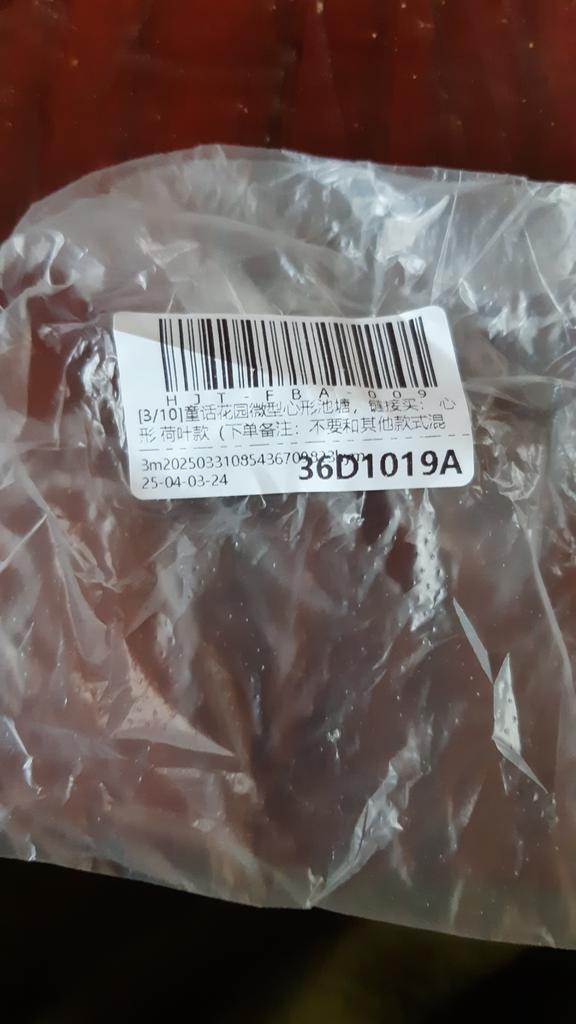 HJT-FBA-009
[3/10]童话花园微型心形池塘，链接买：心
形 荷叶款（下单备注：不要和其他款式混
36D1019A
25-04-03-24